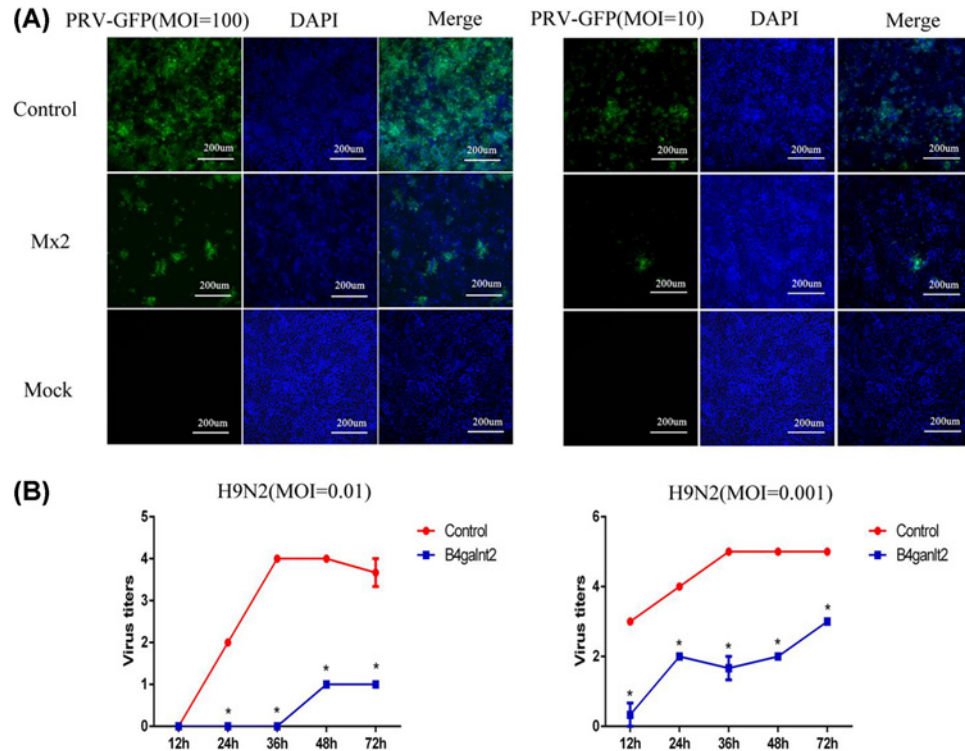 (A) PRV-GFP(MOI=100) DAPI Merge PRV-GFP(MOI=10) DAPI Merge
Control
200um 200um 200um 200um 200um 200um
Mx2
200um 200um 200um 200um 200um 200um
Mock
200um 200um 200um 200um 200um 200um
(B)
H9N2(MOI=0.01)
Virus titers
5
4
3
2
1
0
12h 24h 36h 48h 72h
* * * *
Control
B4galnt2
H9N2(MOI=0.001)
Virus titers
6
4
2
0
12h 24h 36h 48h 72h
* * * * *
Control
B4ganlt2